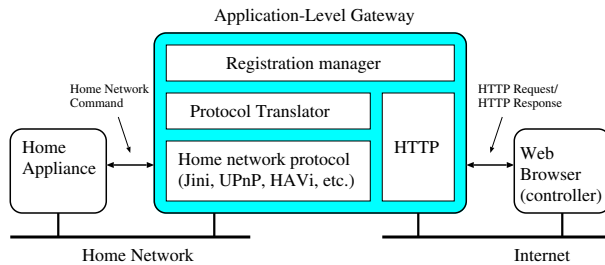 Application-Level Gateway
Registration manager
Home Network
Command
Protocol Translator
HTTP Request/
HTTP Response
Home
Appliance
Home network protocol
(Jini, UPnP, HAVi, etc.)
HTTP
Web
Browser
(controller)
Home Network
Internet